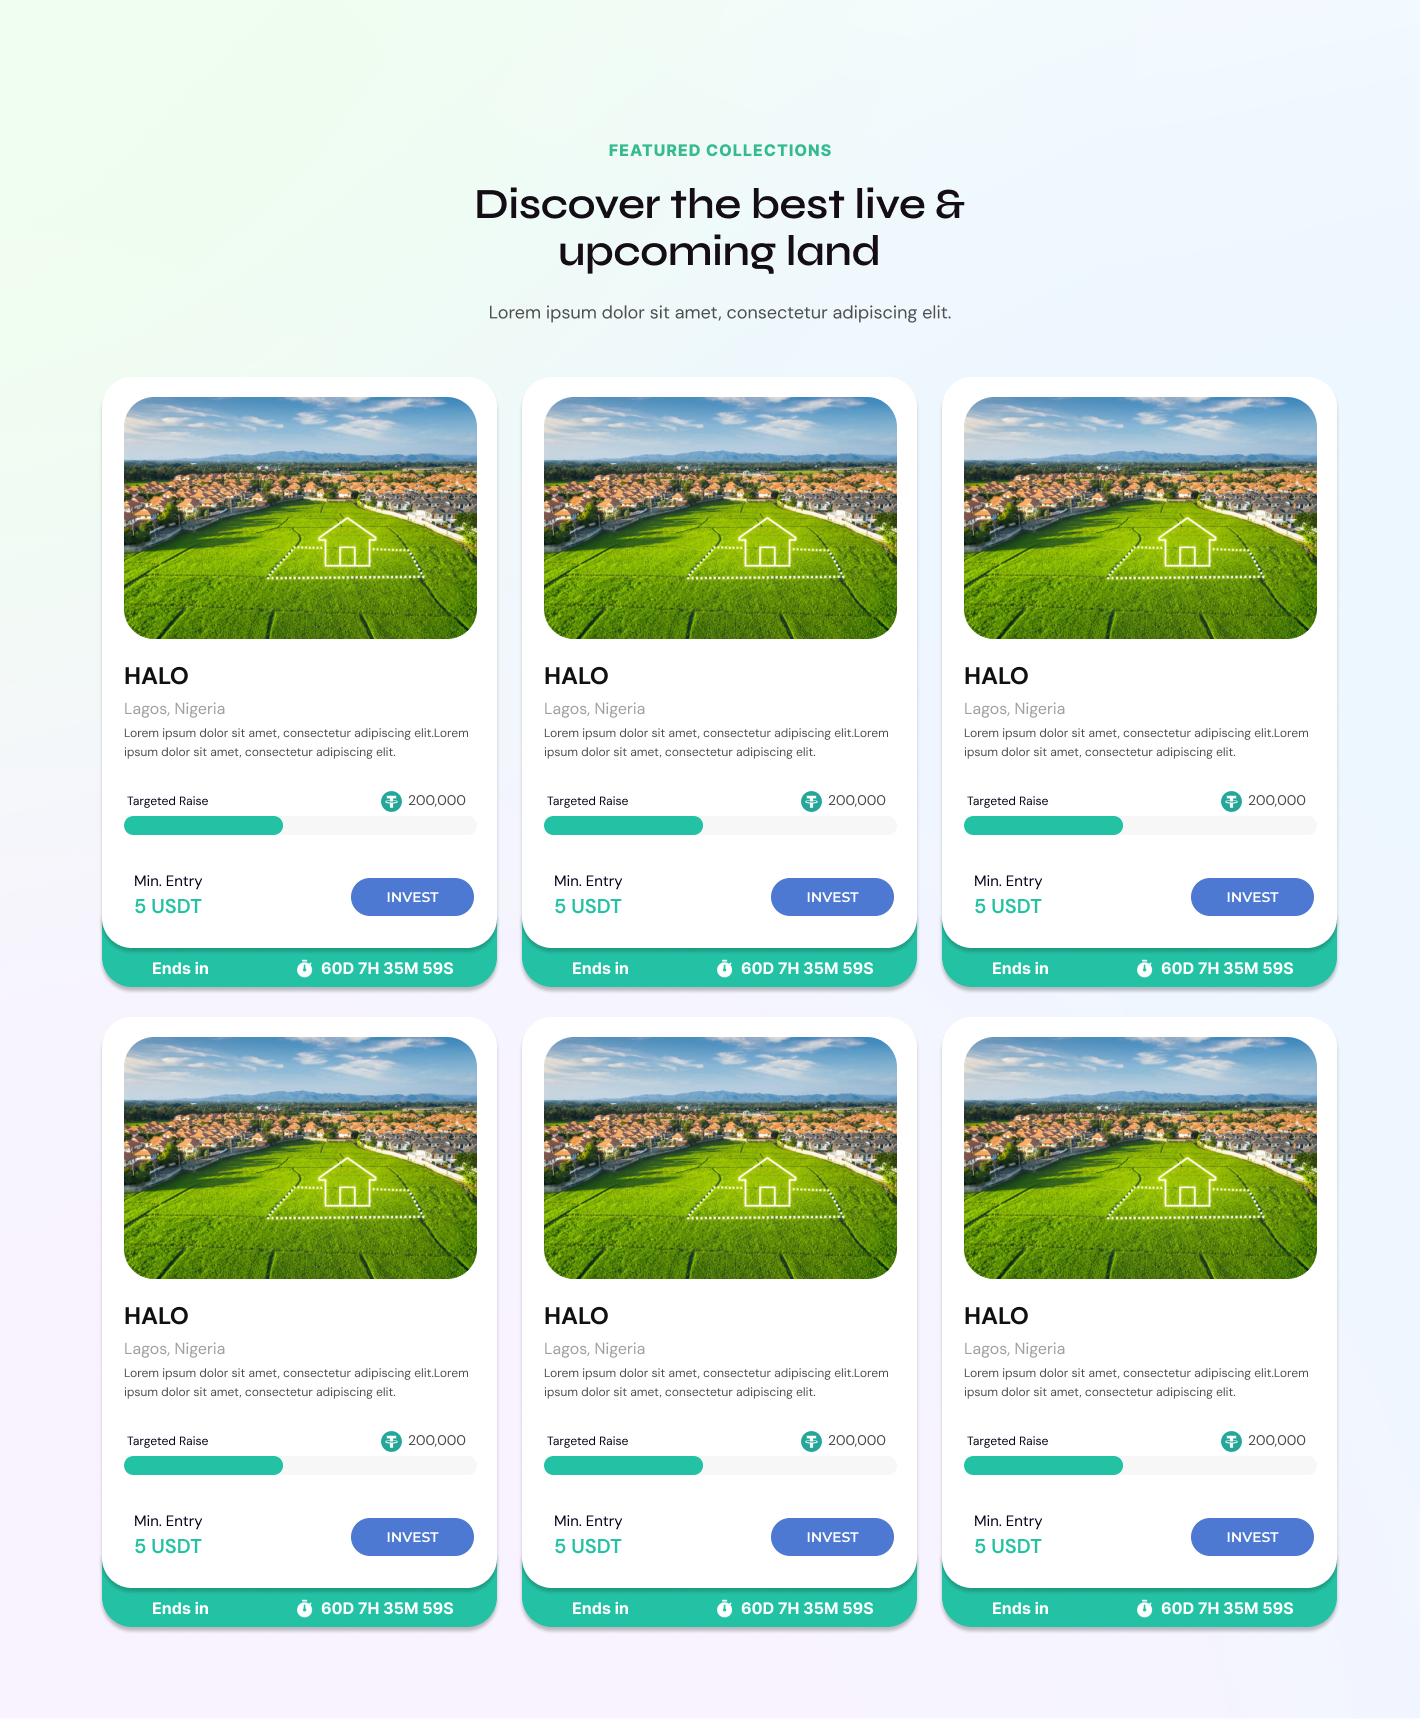 FEATURED COLLECTIONS
Discover the best live &
upcoming land
Lorem ipsum dolor sit amet, consectetur adipiscing elit.
HALO
Lagos, Nigeria
Lorem ipsum dolor sit amet, consectetur adipiscing elit.Lorem
ipsum dolor sit amet, consectetur adipiscing elit.
Targeted Raise 200,000
Min. Entry
5 USDT
INVEST
Ends in 60D 7H 35M 59S
HALO
Lagos, Nigeria
Lorem ipsum dolor sit amet, consectetur adipiscing elit.Lorem
ipsum dolor sit amet, consectetur adipiscing elit.
Targeted Raise 200,000
Min. Entry
5 USDT
INVEST
Ends in 60D 7H 35M 59S
HALO
Lagos, Nigeria
Lorem ipsum dolor sit amet, consectetur adipiscing elit.Lorem
ipsum dolor sit amet, consectetur adipiscing elit.
Targeted Raise 200,000
Min. Entry
5 USDT
INVEST
Ends in 60D 7H 35M 59S
HALO
Lagos, Nigeria
Lorem ipsum dolor sit amet, consectetur adipiscing elit.Lorem
ipsum dolor sit amet, consectetur adipiscing elit.
Targeted Raise 200,000
Min. Entry
5 USDT
INVEST
Ends in 60D 7H 35M 59S
HALO
Lagos, Nigeria
Lorem ipsum dolor sit amet, consectetur adipiscing elit.Lorem
ipsum dolor sit amet, consectetur adipiscing elit.
Targeted Raise 200,000
Min. Entry
5 USDT
INVEST
Ends in 60D 7H 35M 59S
HALO
Lagos, Nigeria
Lorem ipsum dolor sit amet, consectetur adipiscing elit.Lorem
ipsum dolor sit amet, consectetur adipiscing elit.
Targeted Raise 200,000
Min. Entry
5 USDT
INVEST
Ends in 60D 7H 35M 59S